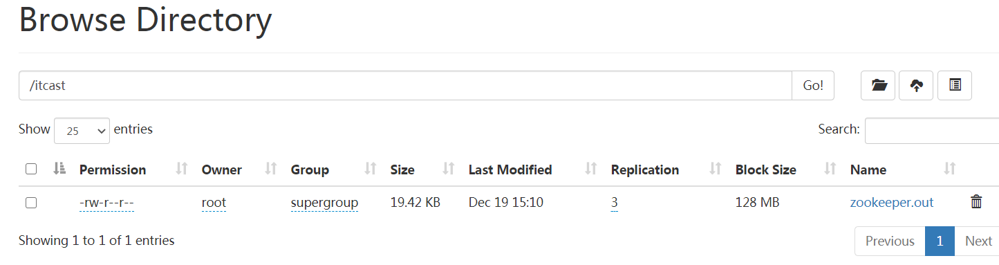 Browse Directory
/itcast Go!
Show 25 entries Search:
Permission Owner Group Size Last Modified Replication Block Size Name
-rw-r--r-- root supergroup 19.42 KB Dec 19 15:10 3 128 MB zookeeper.out
Showing 1 to 1 of 1 entries Previous 1 Next